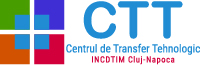 CTT
Centrul de Transfer Tehnologic
INCDTIM Cluj-Napoca